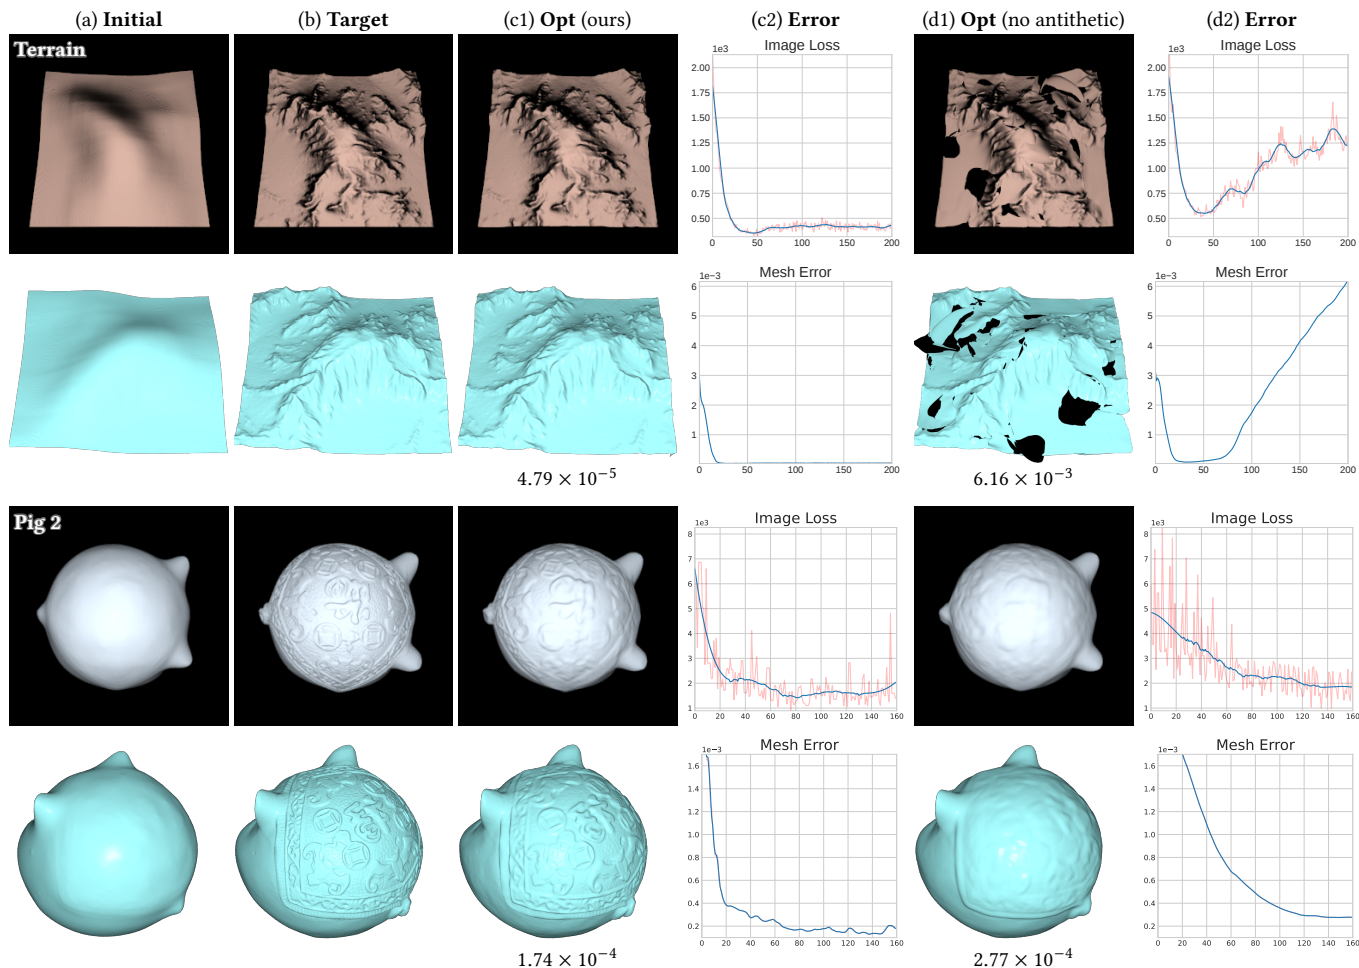 (a) Initial
(b) Target
(c1) Opt (ours)
(c2) Error
(d1) Opt (no antithetic)
(d2) Error
Terrain
Image Loss
1e3
2.00
1.75
1.50
1.25
1.00
0.75
0.50
0 50 100 150 200
Image Loss
1e3
2.00
1.75
1.50
1.25
1.00
0.75
0.50
0 50 100 150 200
Mesh Error
1e−3
6
5
4
3
2
1
0 50 100 150 200
Mesh Error
1e−3
6
5
4
3
2
1
0 50 100 150 200
4.79 × 10⁻⁵
6.16 × 10⁻³
Pig 2
Image Loss
1e3
8
7
6
5
4
3
2
1
0 20 40 60 80 100 120 140 160
Image Loss
1e3
8
7
6
5
4
3
2
1
0 20 40 60 80 100 120 140 160
Mesh Error
1e−3
1.6
1.4
1.2
1.0
0.8
0.6
0.4
0.2
0 20 40 60 80 100 120 140 160
Mesh Error
1e−3
1.6
1.4
1.2
1.0
0.8
0.6
0.4
0.2
0 20 40 60 80 100 120 140 160
1.74 × 10⁻⁴
2.77 × 10⁻⁴